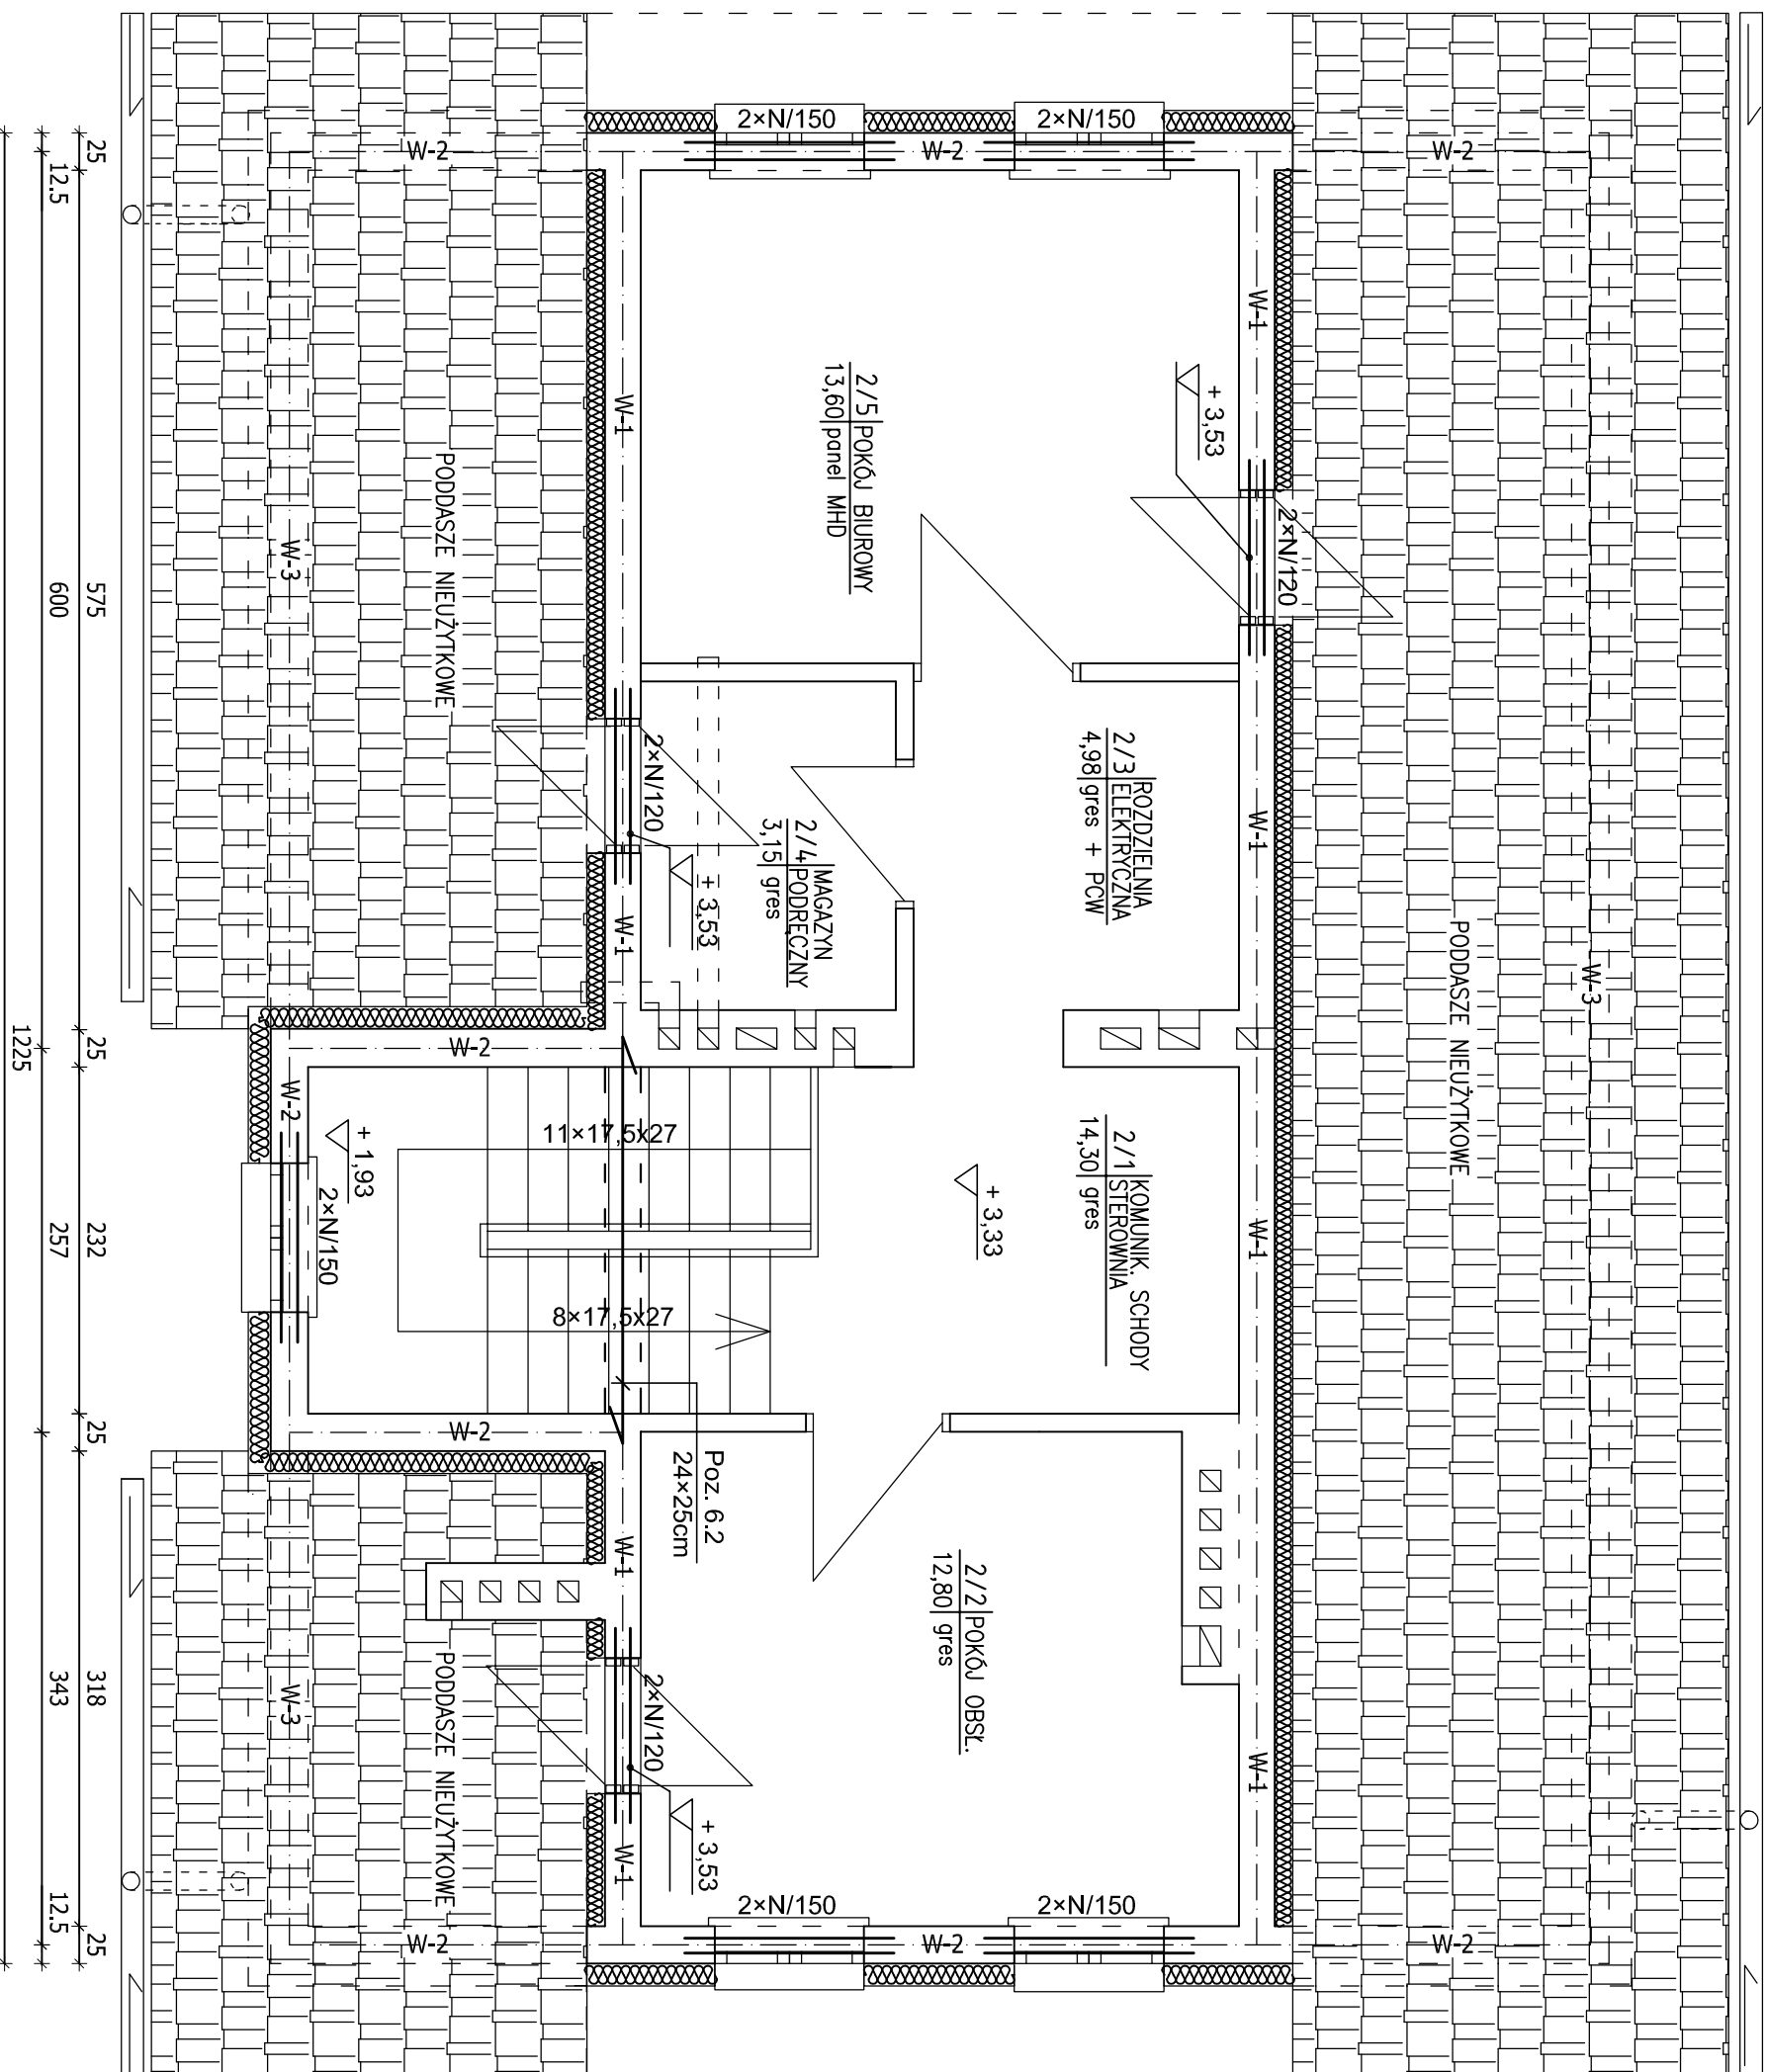 2×N/150
2×N/150
W-2
W-2
W-2
W-1
W-1
+ 3,53
2×N/120
2/5 POKÓJ BIUROWY
13,60 panel MHD
PODDASZE NIEUŻYTKOWE
W-3
2/3 ROZDZIELNIA
ELEKTRYCZNA
4,98 gres + PCW
W-1
2×N/120
2/4 MAGAZYN
PODRĘCZNY
3,15 gres
+ 3,53
W-1
PODDASZE NIEUŻYTKOWE
W-3
W-2
W-2
11×17,5x27
+ 1,93
2×N/150
8×17,5x27
2/1 KOMUNIK. SCHODY
STEROWNIA
14,30 gres
+ 3,33
W-1
W-2
Poz. 6.2
24×25cm
W-1
2/2 POKÓJ OBSŁ.
12,80 gres
2×N/120
+ 3,53
W-1
W-1
PODDASZE NIEUŻYTKOWE
W-3
2×N/150
2×N/150
W-2
W-2
W-2
25 575 25 232 25 318 25
12.5 600 257 343 12.5
1225